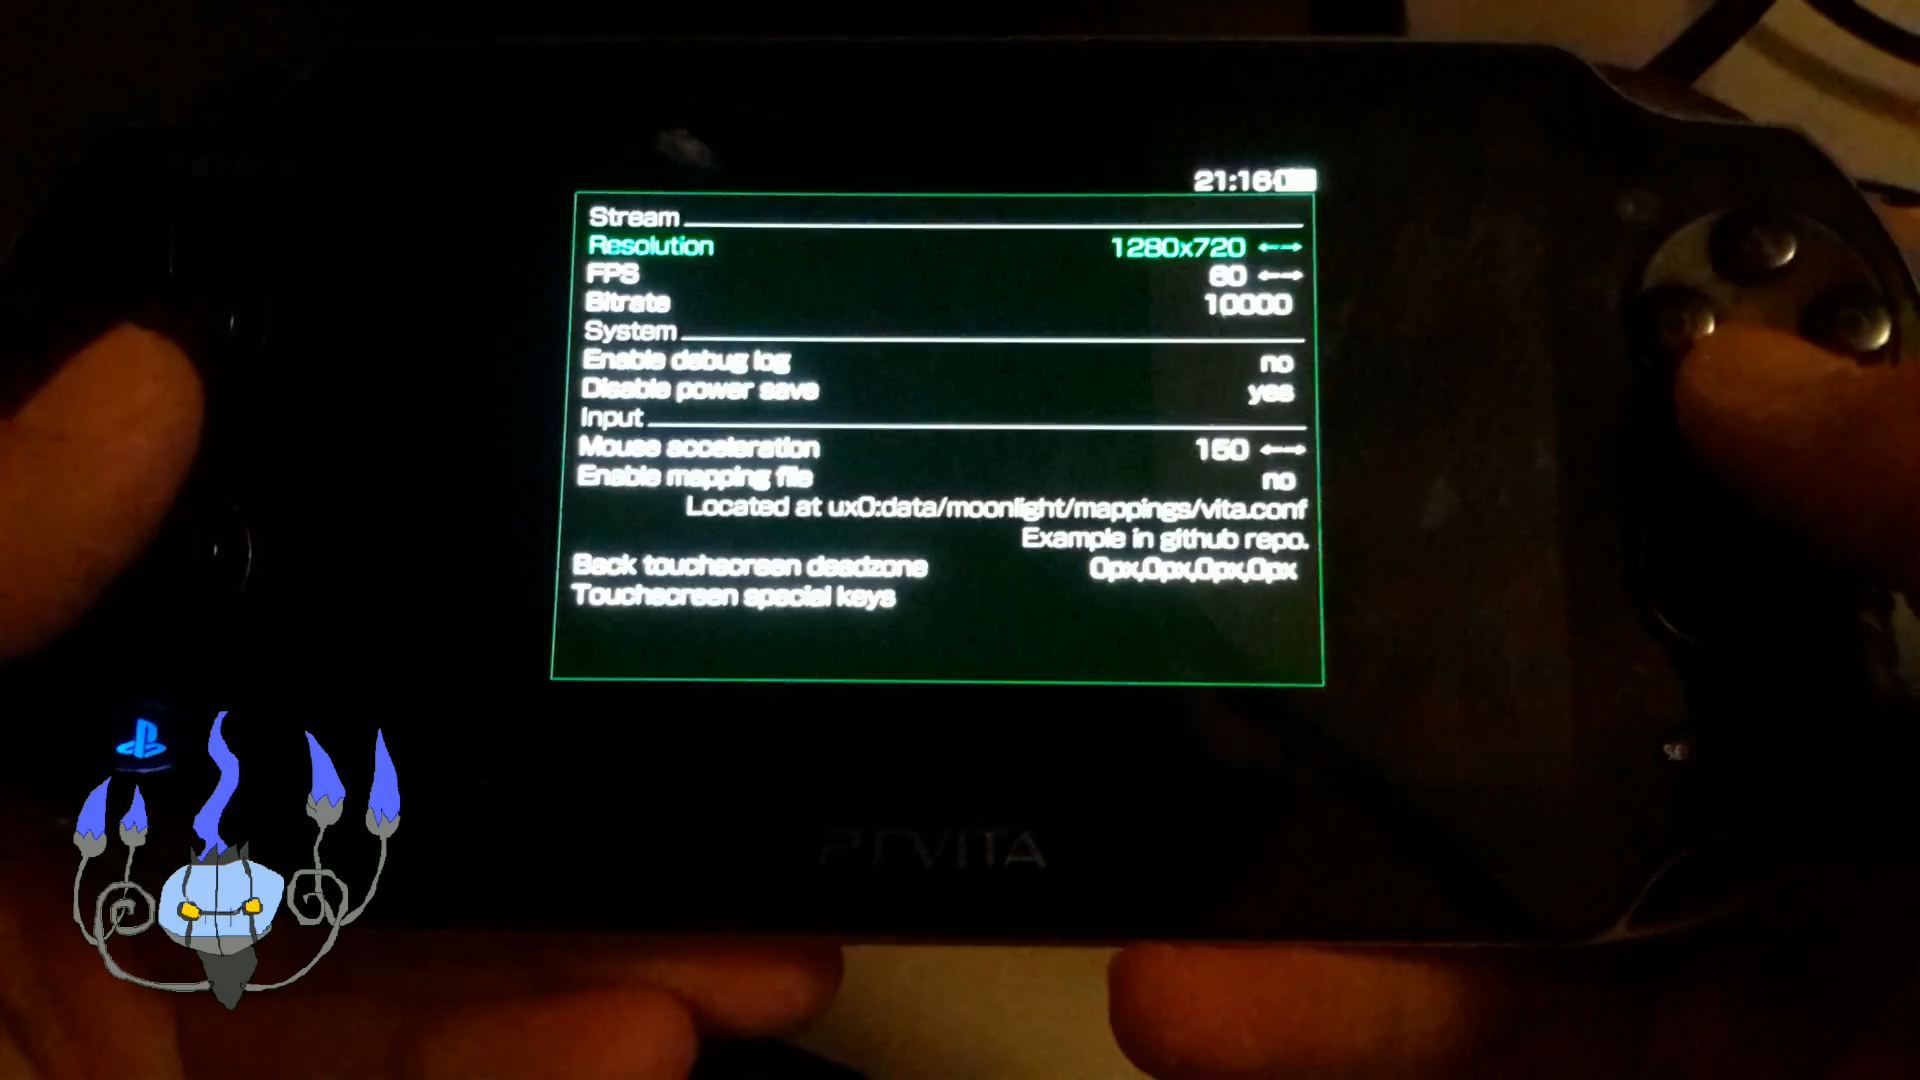 21:16
Stream
Resolution 1280x720
FPS 60
Bitrate 10000
System
Enable debug log no
Disable power save yes
Input
Mouse acceleration 150
Enable mapping file no
Located at ux0:data/moonlight/mappings/vita.conf
Example in github repo.
Back touchscreen deadzone 0px,0px,0px,0px
Touchscreen special keys
SE
PSVITA